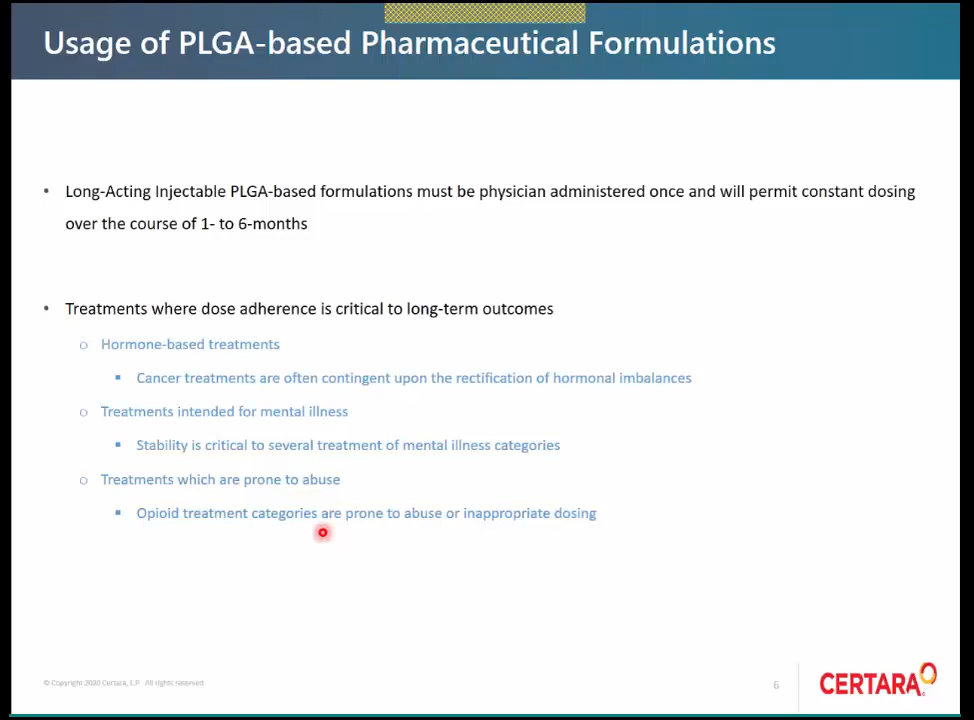 Usage of PLGA-based Pharmaceutical Formulations
• Long-Acting Injectable PLGA-based formulations must be physician administered once and will permit constant dosing
over the course of 1- to 6-months
• Treatments where dose adherence is critical to long-term outcomes
o Hormone-based treatments
▪ Cancer treatments are often contingent upon the rectification of hormonal imbalances
o Treatments intended for mental illness
▪ Stability is critical to several treatment of mental illness categories
o Treatments which are prone to abuse
▪ Opioid treatment categories are prone to abuse or inappropriate dosing
© Copyright 2020 Certara, L.P. All rights reserved
6
CERTARA